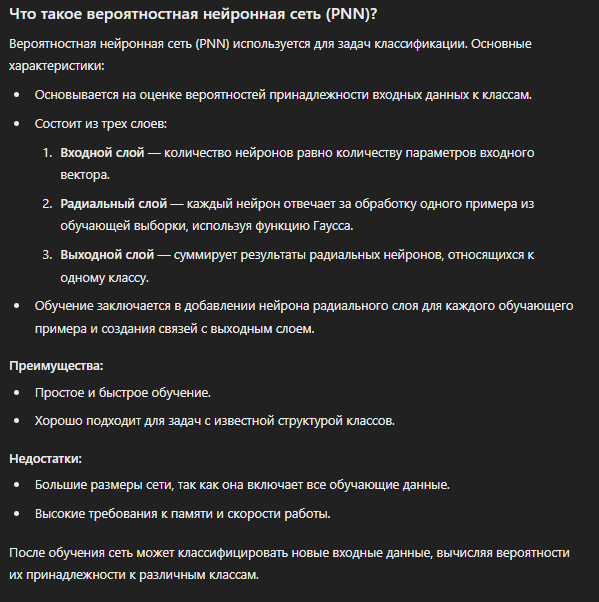 Что такое вероятностная нейронная сеть (PNN)?
Вероятностная нейронная сеть (PNN) используется для задач классификации. Основные
характеристики:
• Основывается на оценке вероятностей принадлежности входных данных к классам.
• Состоит из трех слоев:
1. Входной слой — количество нейронов равно количеству параметров входного
вектора.
2. Радиальный слой — каждый нейрон отвечает за обработку одного примера из
обучающей выборки, используя функцию Гаусса.
3. Выходной слой — суммирует результаты радиальных нейронов, относящихся к
одному классу.
• Обучение заключается в добавлении нейрона радиального слоя для каждого обучающего
примера и создания связей с выходным слоем.
Преимущества:
• Простое и быстрое обучение.
• Хорошо подходит для задач с известной структурой классов.
Недостатки:
• Большие размеры сети, так как она включает все обучающие данные.
• Высокие требования к памяти и скорости работы.
После обучения сеть может классифицировать новые входные данные, вычисляя вероятности
их принадлежности к различным классам.